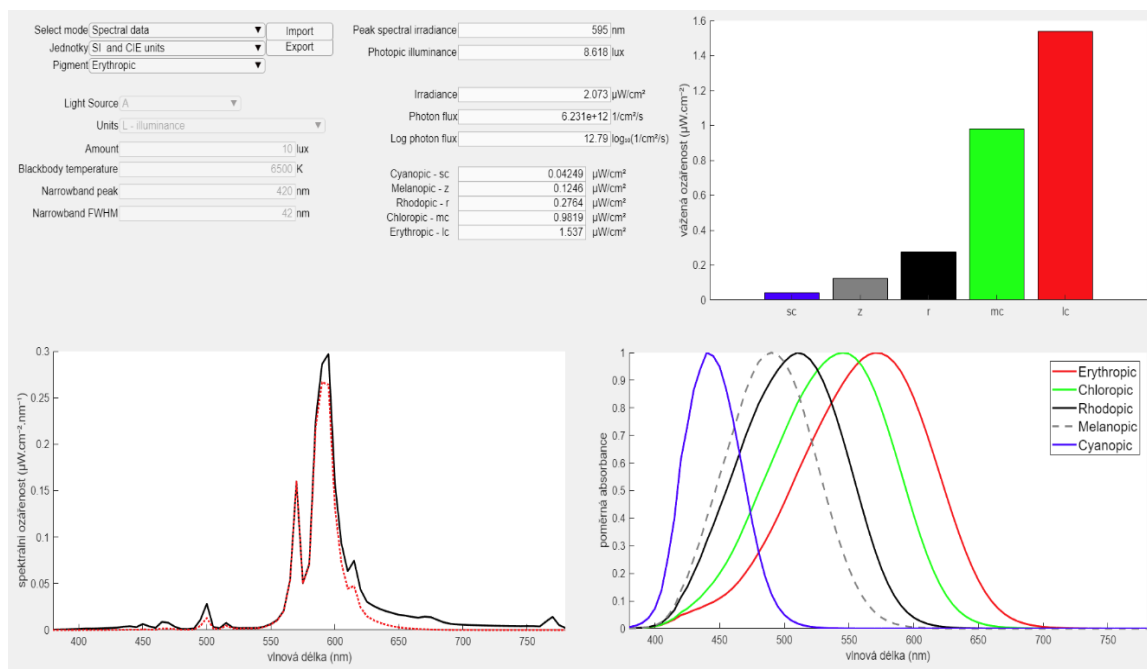 Select mode Spectral data Import
Jednotky SI and CIE units Export
Pigment Erythropic
Light Source A
Units L - illuminance
Amount 10 lux
Blackbody temperature 6500 K
Narrowband peak 420 nm
Narrowband FWHM 42 nm
Peak spectral irradiance 595 nm
Photopic illuminance 8.618 lux
Irradiance 2.073 µW/cm²
Photon flux 6.231e+12 1/cm²/s
Log photon flux 12.79 log₁₀(1/cm²/s)
Cyanopic - sc 0.04249 µW/cm²
Melanopic - z 0.1246 µW/cm²
Rhodopic - r 0.2764 µW/cm²
Chloropic - mc 0.9819 µW/cm²
Erythropic - lc 1.537 µW/cm²
vážená ozářenost (µW.cm⁻²)
1.6
1.4
1.2
1
0.8
0.6
0.4
0.2
0
sc z r mc lc
spektrálni ozářenost (µW.cm⁻².nm⁻¹)
0.3
0.25
0.2
0.15
0.1
0.05
0
400 450 500 550 600 650 700 750
vlnová délka (nm)
poměrná absorbance
1
0.9
0.8
0.7
0.6
0.5
0.4
0.3
0.2
0.1
0
400 450 500 550 600 650 700 750
vlnová délka (nm)
Erythropic
Chloropic
Rhodopic
Melanopic
Cyanopic